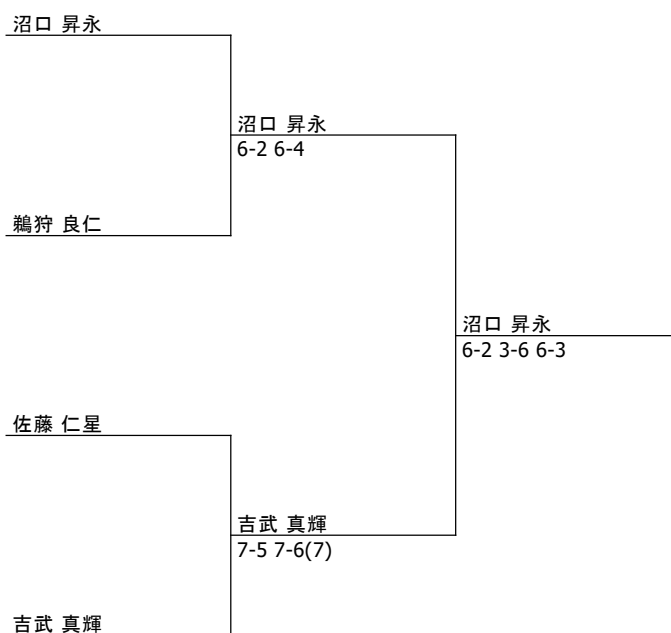 沼口 昇永
沼口 昇永
6-2 6-4
鵜狩 良仁
沼口 昇永
6-2 3-6 6-3
佐藤 仁星
吉武 真輝
7-5 7-6(7)
吉武 真輝